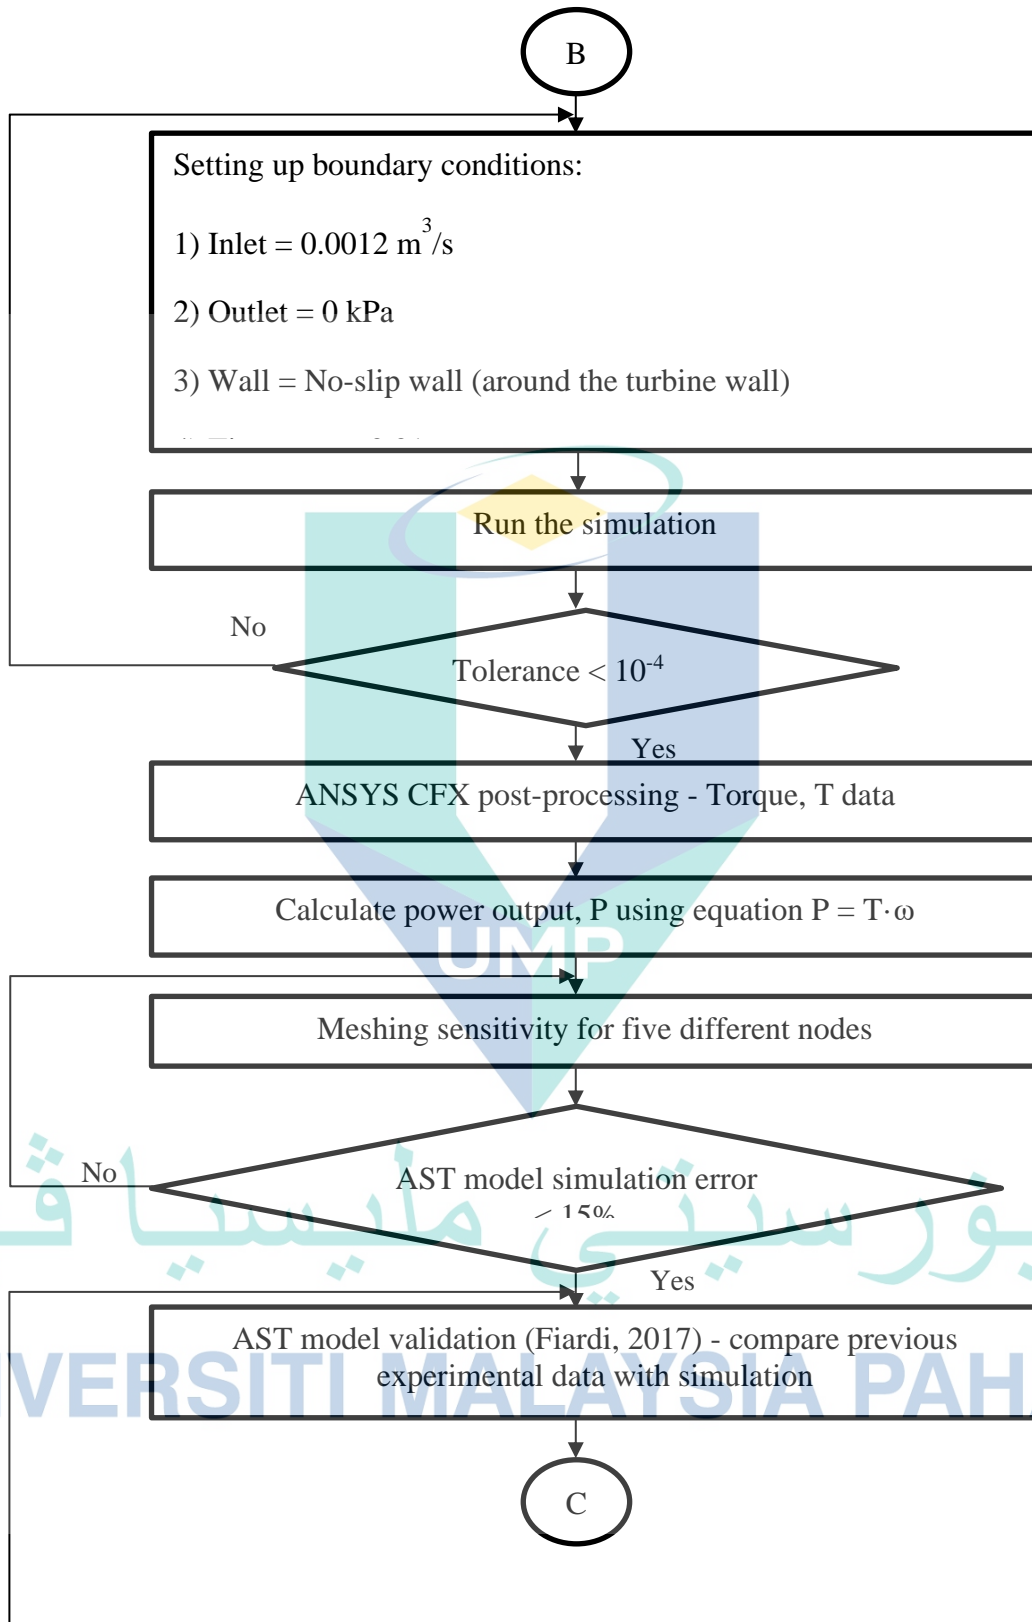 B
Setting up boundary conditions:
1) Inlet = 0.0012 m³/s
2) Outlet = 0 kPa
3) Wall = No-slip wall (around the turbine wall)
Run the simulation
No
Tolerance < 10⁻⁴
Yes
ANSYS CFX post-processing - Torque, T data
Calculate power output, P using equation P = T·ω
UMP
Meshing sensitivity for five different nodes
No
AST model simulation error
< 15%
Yes
AST model validation (Fiardi, 2017) - compare previous
experimental data with simulation
VERSITI MALAYSIA PAHA
C